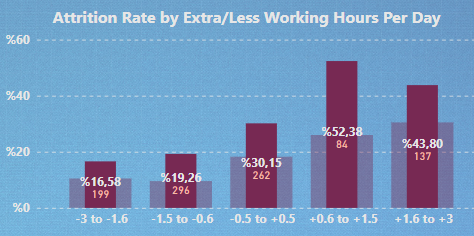 Attrition Rate by Extra/Less Working Hours Per Day
%60
%40
%20
%0
%16,58
199
%19,26
296
%30,15
262
%52,38
84
%43,80
137
-3 to -1.6
-1.5 to -0.6
-0.5 to +0.5
+0.6 to +1.5
+1.6 to +3